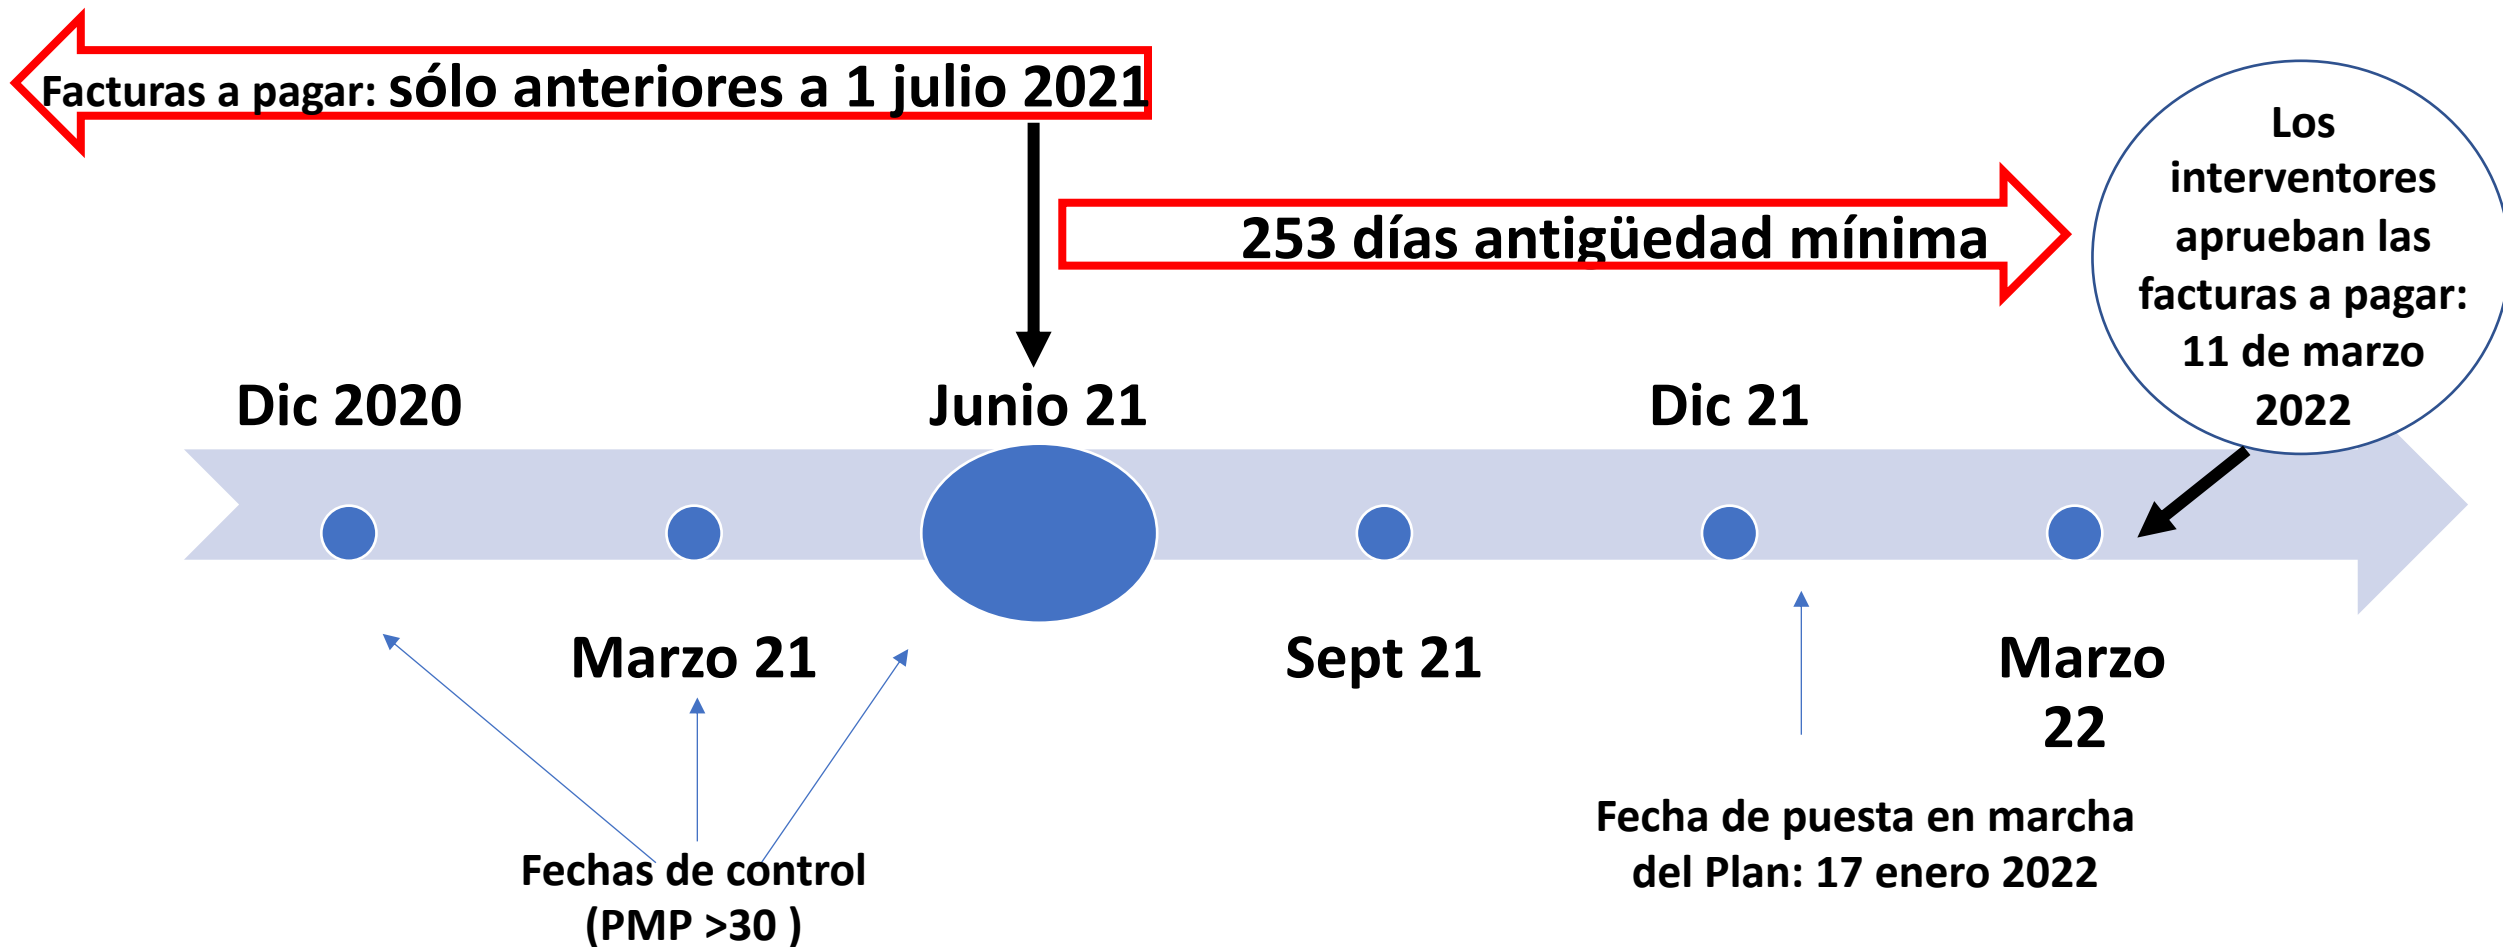 Facturas a pagar: sólo anteriores a 1 julio 2021
253 días antigüedad mínima
Los
interventores
aprueban las
facturas a pagar:
11 de marzo
2022
Dic 2020
Junio 21
Dic 21
Marzo 21
Sept 21
Marzo
22
Fechas de control
(PMP >30 )
Fecha de puesta en marcha
del Plan: 17 enero 2022